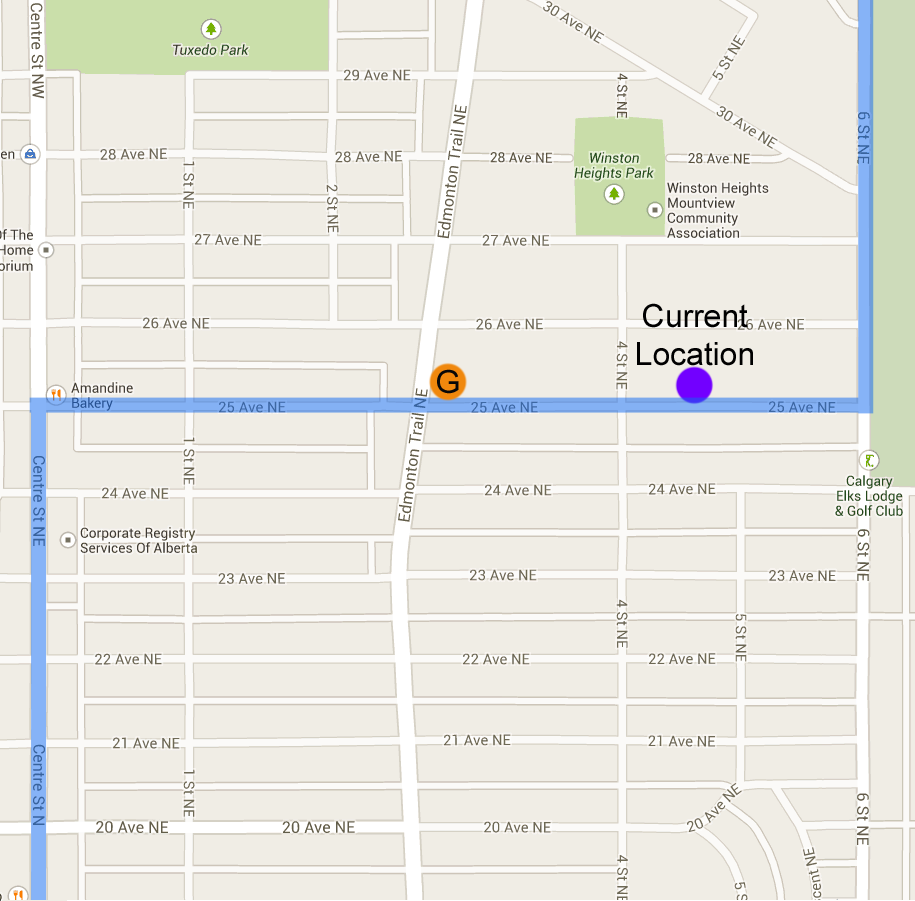 Centre St NW
Tuxedo Park
30 Ave NE
5 St NE
29 Ave NE
4 St NE
Edmonton Trail NE
30 Ave NE
6 St NE
en
28 Ave NE
28 Ave NE
28 Ave NE
28 Ave NE
1 St NE
2 St NE
Winston
Heights Park
Winston Heights
Mountview
Community
Association
Of The
Home
orium
27 Ave NE
27 Ave NE
26 Ave NE
26 Ave NE
26 Ave NE
Current
Location
4 St NE
G
Amandine
Bakery
25 Ave NE
25 Ave NE
25 Ave NE
Edmonton Trail NE
1 St NE
Centre St NE
24 Ave NE
24 Ave NE
24 Ave NE
Calgary
Elks Lodge
& Golf Club
Corporate Registry
Services Of Alberta
6 St NE
23 Ave NE
23 Ave NE
23 Ave NE
4 St NE
5 St NE
22 Ave NE
22 Ave NE
22 Ave NE
21 Ave NE
21 Ave NE
21 Ave NE
Centre St N
1 St NE
20 Ave NE
20 Ave NE
20 Ave NE
20 Ave NE
6 St NE
4 St NE
5 S
cent NE